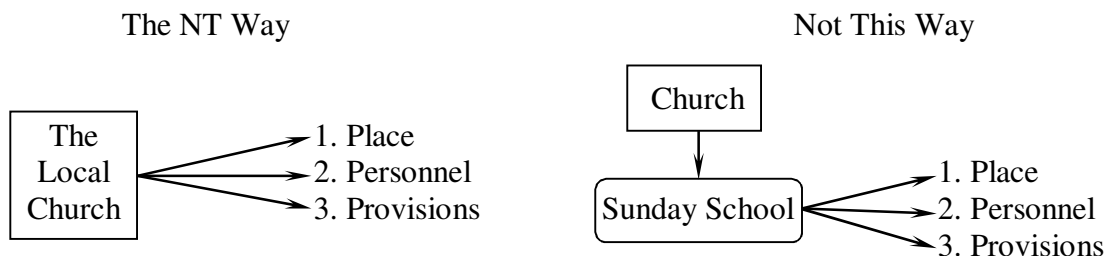 The NT Way
The
Local
Church
1. Place
2. Personnel
3. Provisions
Not This Way
Church
Sunday School
1. Place
2. Personnel
3. Provisions